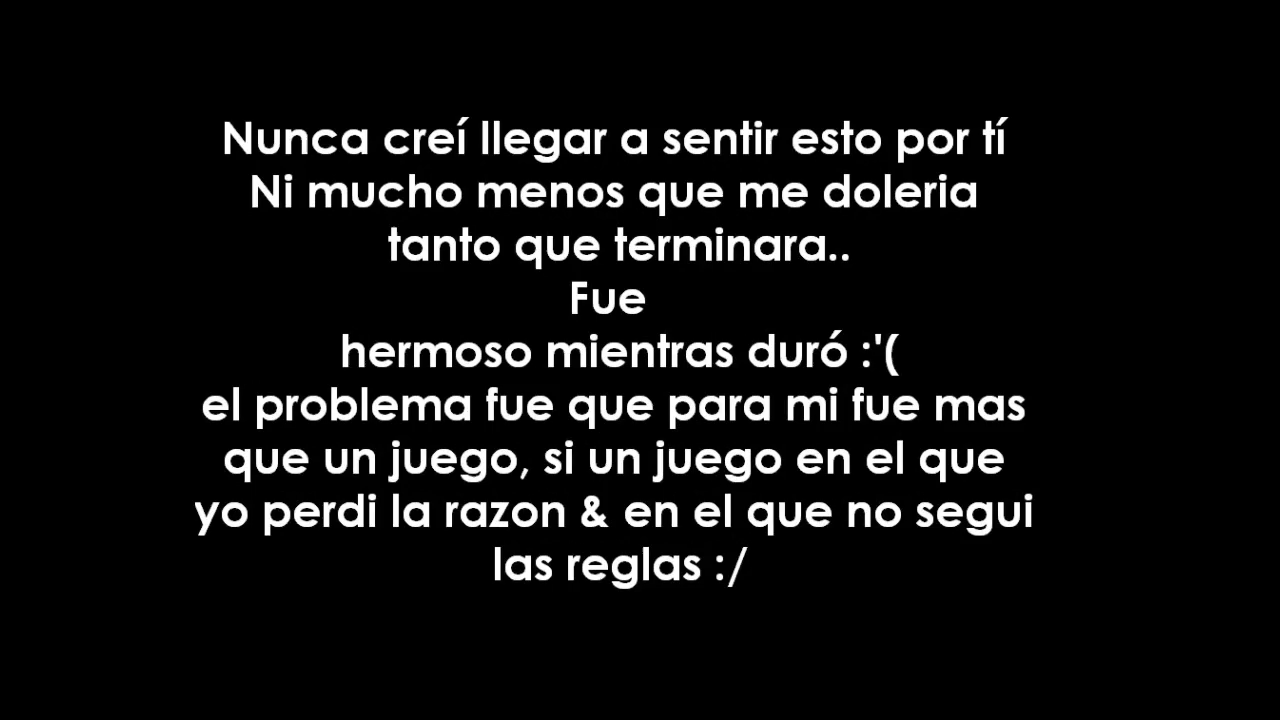 Nunca creí llegar a sentir esto por tí
Ni mucho menos que me doleria
tanto que terminara..
Fue
hermoso mientras duró :'(
el problema fue que para mi fue mas
que un juego, si un juego en el que
yo perdi la razon & en el que no segui
las reglas :/